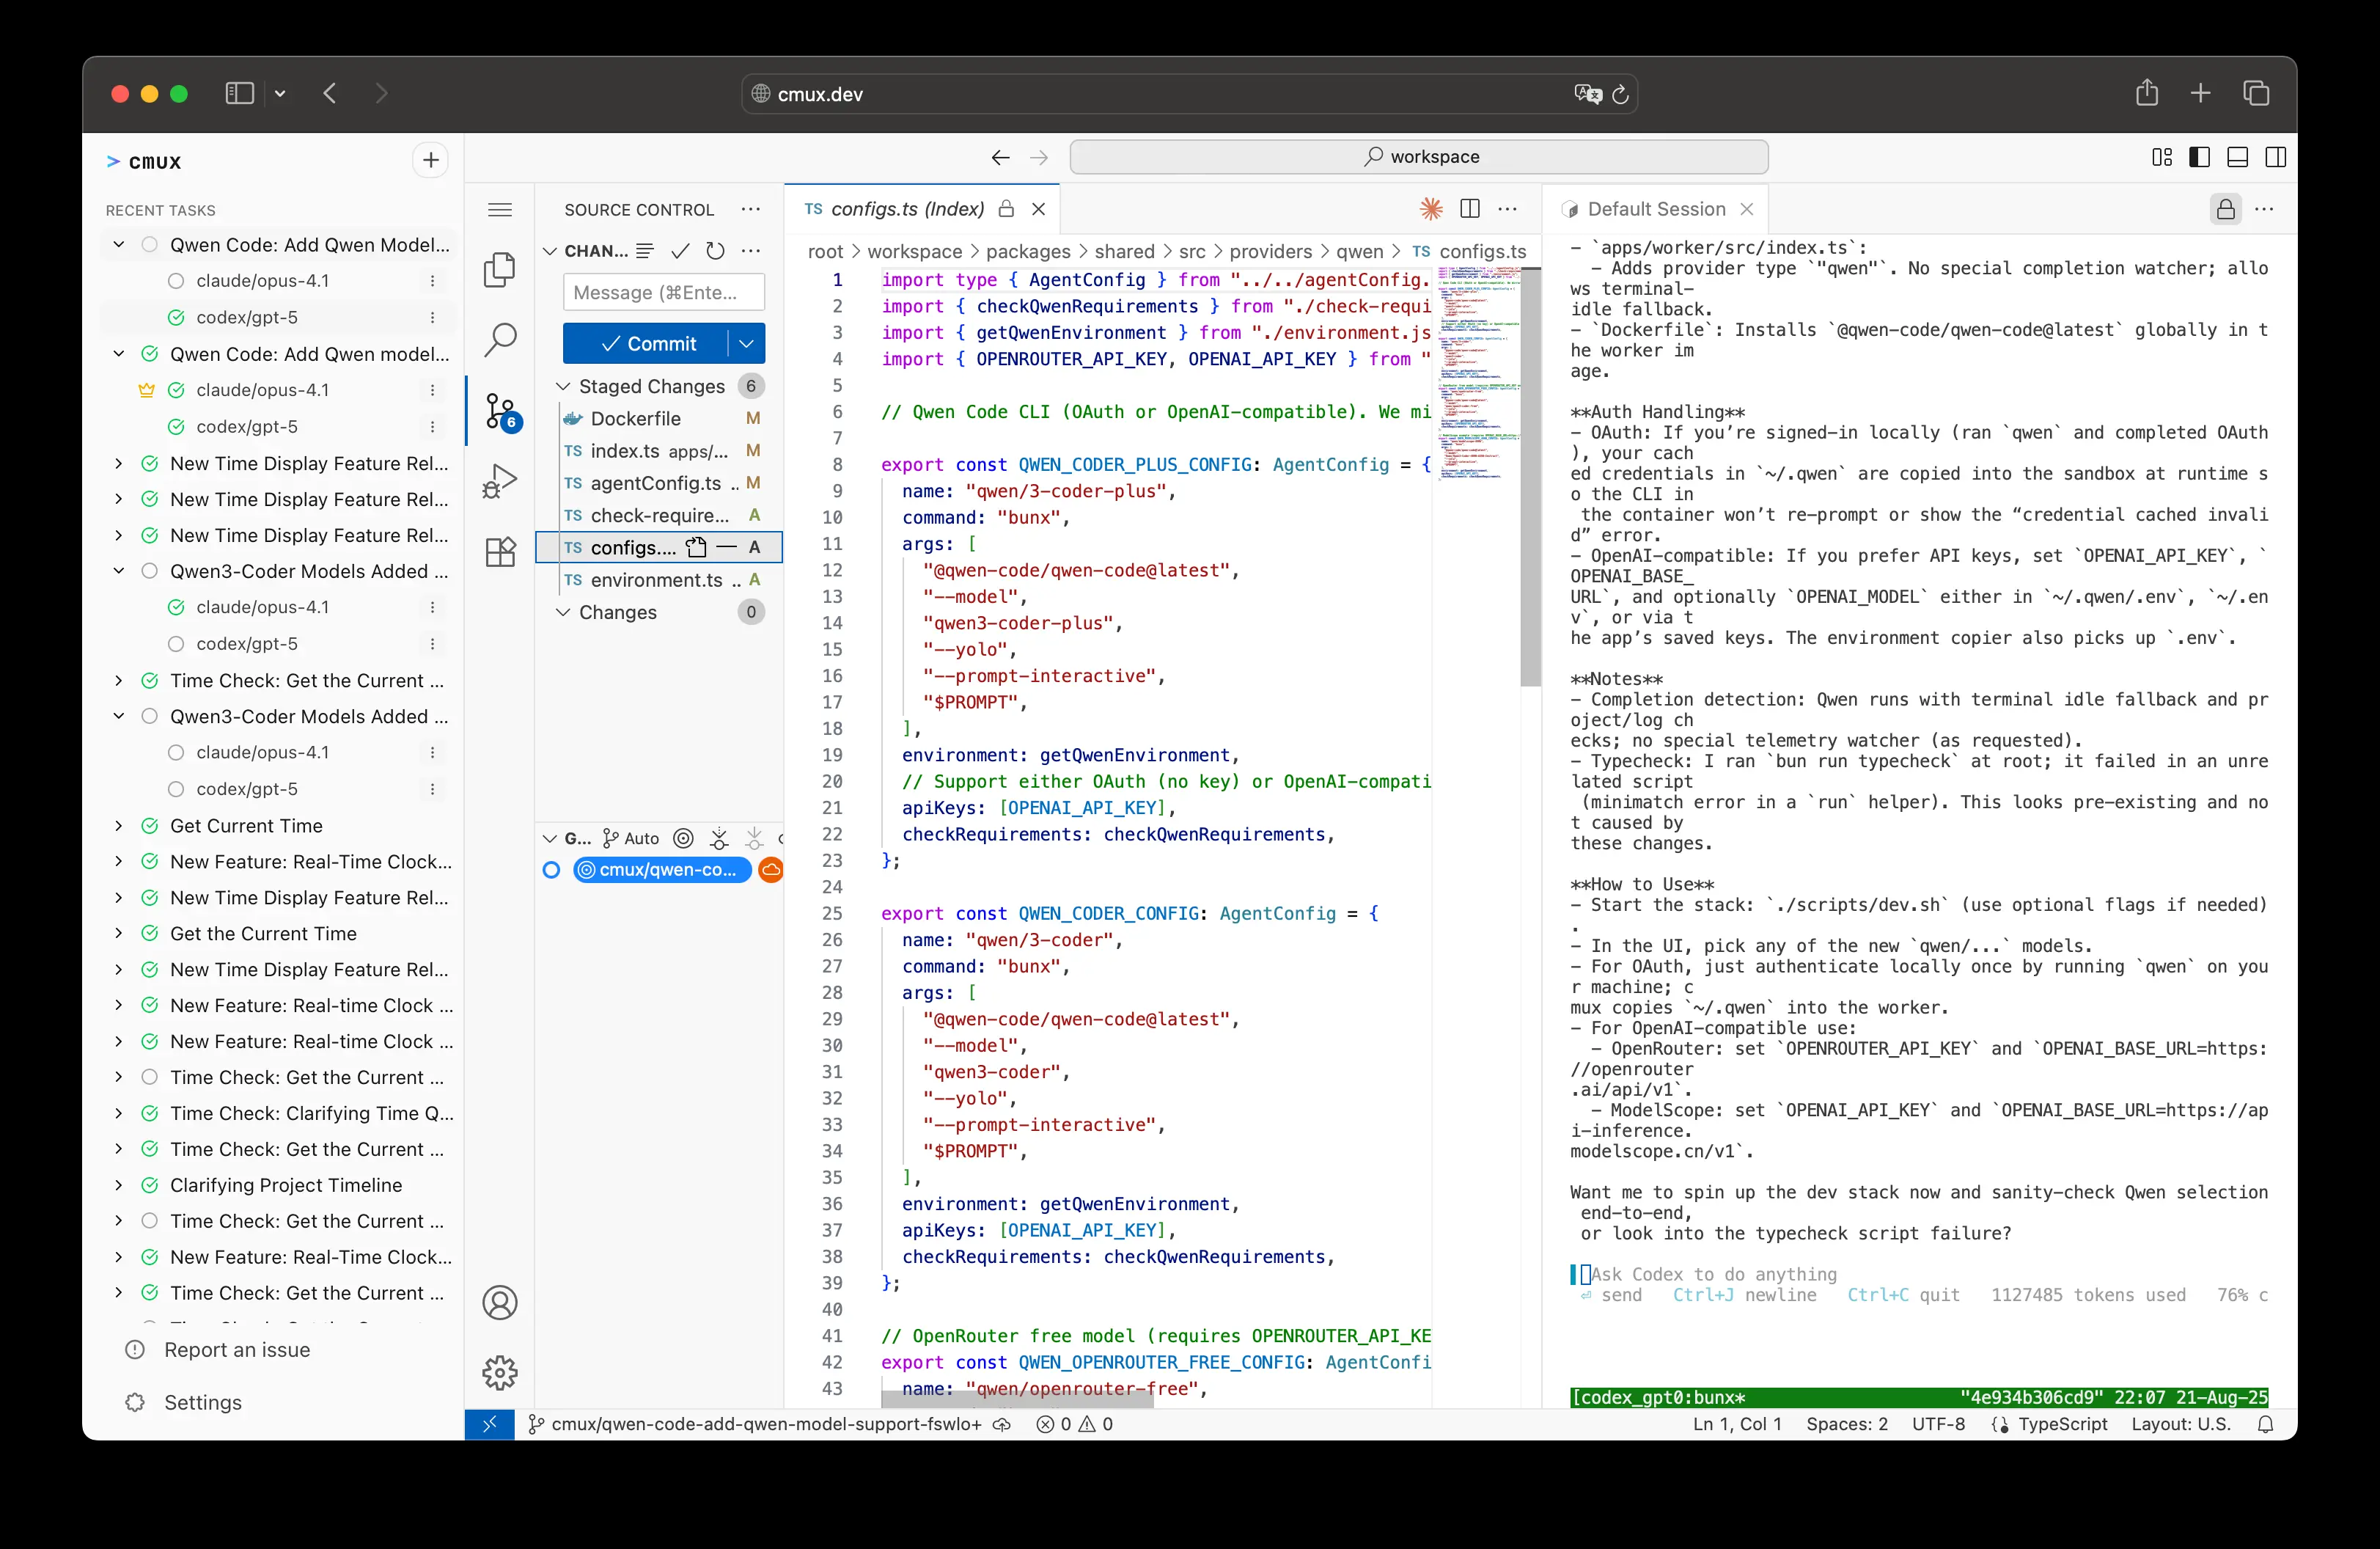 cmux.dev
> cmux
workspace
RECENT TASKS
Qwen Code: Add Qwen Model...
claude/opus-4.1
codex/gpt-5
Qwen Code: Add Qwen model...
claude/opus-4.1
codex/gpt-5
New Time Display Feature Rel...
New Time Display Feature Rel...
New Time Display Feature Rel...
Qwen3-Coder Models Added ...
claude/opus-4.1
codex/gpt-5
Time Check: Get the Current ...
Qwen3-Coder Models Added ...
claude/opus-4.1
codex/gpt-5
Get Current Time
New Feature: Real-Time Clock...
New Time Display Feature Rel...
Get the Current Time
New Time Display Feature Rel...
New Feature: Real-time Clock ...
New Feature: Real-time Clock ...
Time Check: Get the Current ...
Time Check: Clarifying Time Q...
Time Check: Get the Current ...
Clarifying Project Timeline
Time Check: Get the Current ...
New Feature: Real-Time Clock...
Time Check: Get the Current ...
Report an issue
Settings
SOURCE CONTROL
CHAN...
Message (⌘Ente...
Commit
Staged Changes 6
Dockerfile M
TS index.ts apps/... M
TS agentConfig.ts .. M
TS check-require... A
TS configs.... A
TS environment.ts .. A
Changes 0
6
G... Auto
cmux/qwen-co...
TS configs.ts (Index)
root > workspace > packages > shared > src > providers > qwen > TS configs.ts
1 import type { AgentConfig } from "../../agentConfig.
2 import { checkQwenRequirements } from "./check-requi
3 import { getQwenEnvironment } from "./environment.js
4 import { OPENROUTER_API_KEY, OPENAI_API_KEY } from "
5
6 // Qwen Code CLI (OAuth or OpenAI-compatible). We mi
7
8 export const QWEN_CODER_PLUS_CONFIG: AgentConfig = {
9 name: "qwen/3-coder-plus",
10 command: "bunx",
11 args: [
12 "@qwen-code/qwen-code@latest",
13 "--model",
14 "qwen3-coder-plus",
15 "--yolo",
16 "--prompt-interactive",
17 "$PROMPT",
18 ],
19 environment: getQwenEnvironment,
20 // Support either OAuth (no key) or OpenAI-compati
21 apiKeys: [OPENAI_API_KEY],
22 checkRequirements: checkQwenRequirements,
23 };
24
25 export const QWEN_CODER_CONFIG: AgentConfig = {
26 name: "qwen/3-coder",
27 command: "bunx",
28 args: [
29 "@qwen-code/qwen-code@latest",
30 "--model",
31 "qwen3-coder",
32 "--yolo",
33 "--prompt-interactive",
34 "$PROMPT",
35 ],
36 environment: getQwenEnvironment,
37 apiKeys: [OPENAI_API_KEY],
38 checkRequirements: checkQwenRequirements,
39 };
40
41 // OpenRouter free model (requires OPENROUTER_API_KE
42 export const QWEN_OPENROUTER_FREE_CONFIG: AgentConfi
43 name: "qwen/openrouter-free",
Default Session
- `apps/worker/src/index.ts`:
- Adds provider type `"qwen"`. No special completion watcher; allo
ws terminal-
idle fallback.
- `Dockerfile`: Installs `@qwen-code/qwen-code@latest` globally in t
he worker im
age.
**Auth Handling**
- OAuth: If you’re signed-in locally (ran `qwen` and completed OAuth
), your cach
ed credentials in `~/.qwen` are copied into the sandbox at runtime s
o the CLI in
the container won’t re-prompt or show the “credential cached invali
d” error.
- OpenAI-compatible: If you prefer API keys, set `OPENAI_API_KEY`, `
OPENAI_BASE_
URL`, and optionally `OPENAI_MODEL` either in `~/.qwen/.env`, `~/.en
v`, or via t
he app’s saved keys. The environment copier also picks up `.env`.
**Notes**
- Completion detection: Qwen runs with terminal idle fallback and pr
oject/log ch
ecks; no special telemetry watcher (as requested).
- Typecheck: I ran `bun run typecheck` at root; it failed in an unre
lated script
(minimatch error in a `run` helper). This looks pre-existing and no
t caused by
these changes.
**How to Use**
- Start the stack: `./scripts/dev.sh` (use optional flags if needed)
.
- In the UI, pick any of the new `qwen/...` models.
- For OAuth, just authenticate locally once by running `qwen` on you
r machine; c
mux copies `~/.qwen` into the worker.
- For OpenAI-compatible use:
- OpenRouter: set `OPENROUTER_API_KEY` and `OPENAI_BASE_URL=https:
//openrouter
.ai/api/v1`.
- ModelScope: set `OPENAI_API_KEY` and `OPENAI_BASE_URL=https://ap
i-inference.
modelscope.cn/v1`.
Want me to spin up the dev stack now and sanity-check Qwen selection
end-to-end,
or look into the typecheck script failure?
Ask Codex to do anything
⏎ send Ctrl+J newline Ctrl+C quit 1127485 tokens used 76% c
[codex_gpt0:bunx* "4e934b306cd9" 22:07 21-Aug-25
cmux/qwen-code-add-qwen-model-support-fswlo+ 0 0
Ln 1, Col 1 Spaces: 2 UTF-8 TypeScript Layout: U.S.